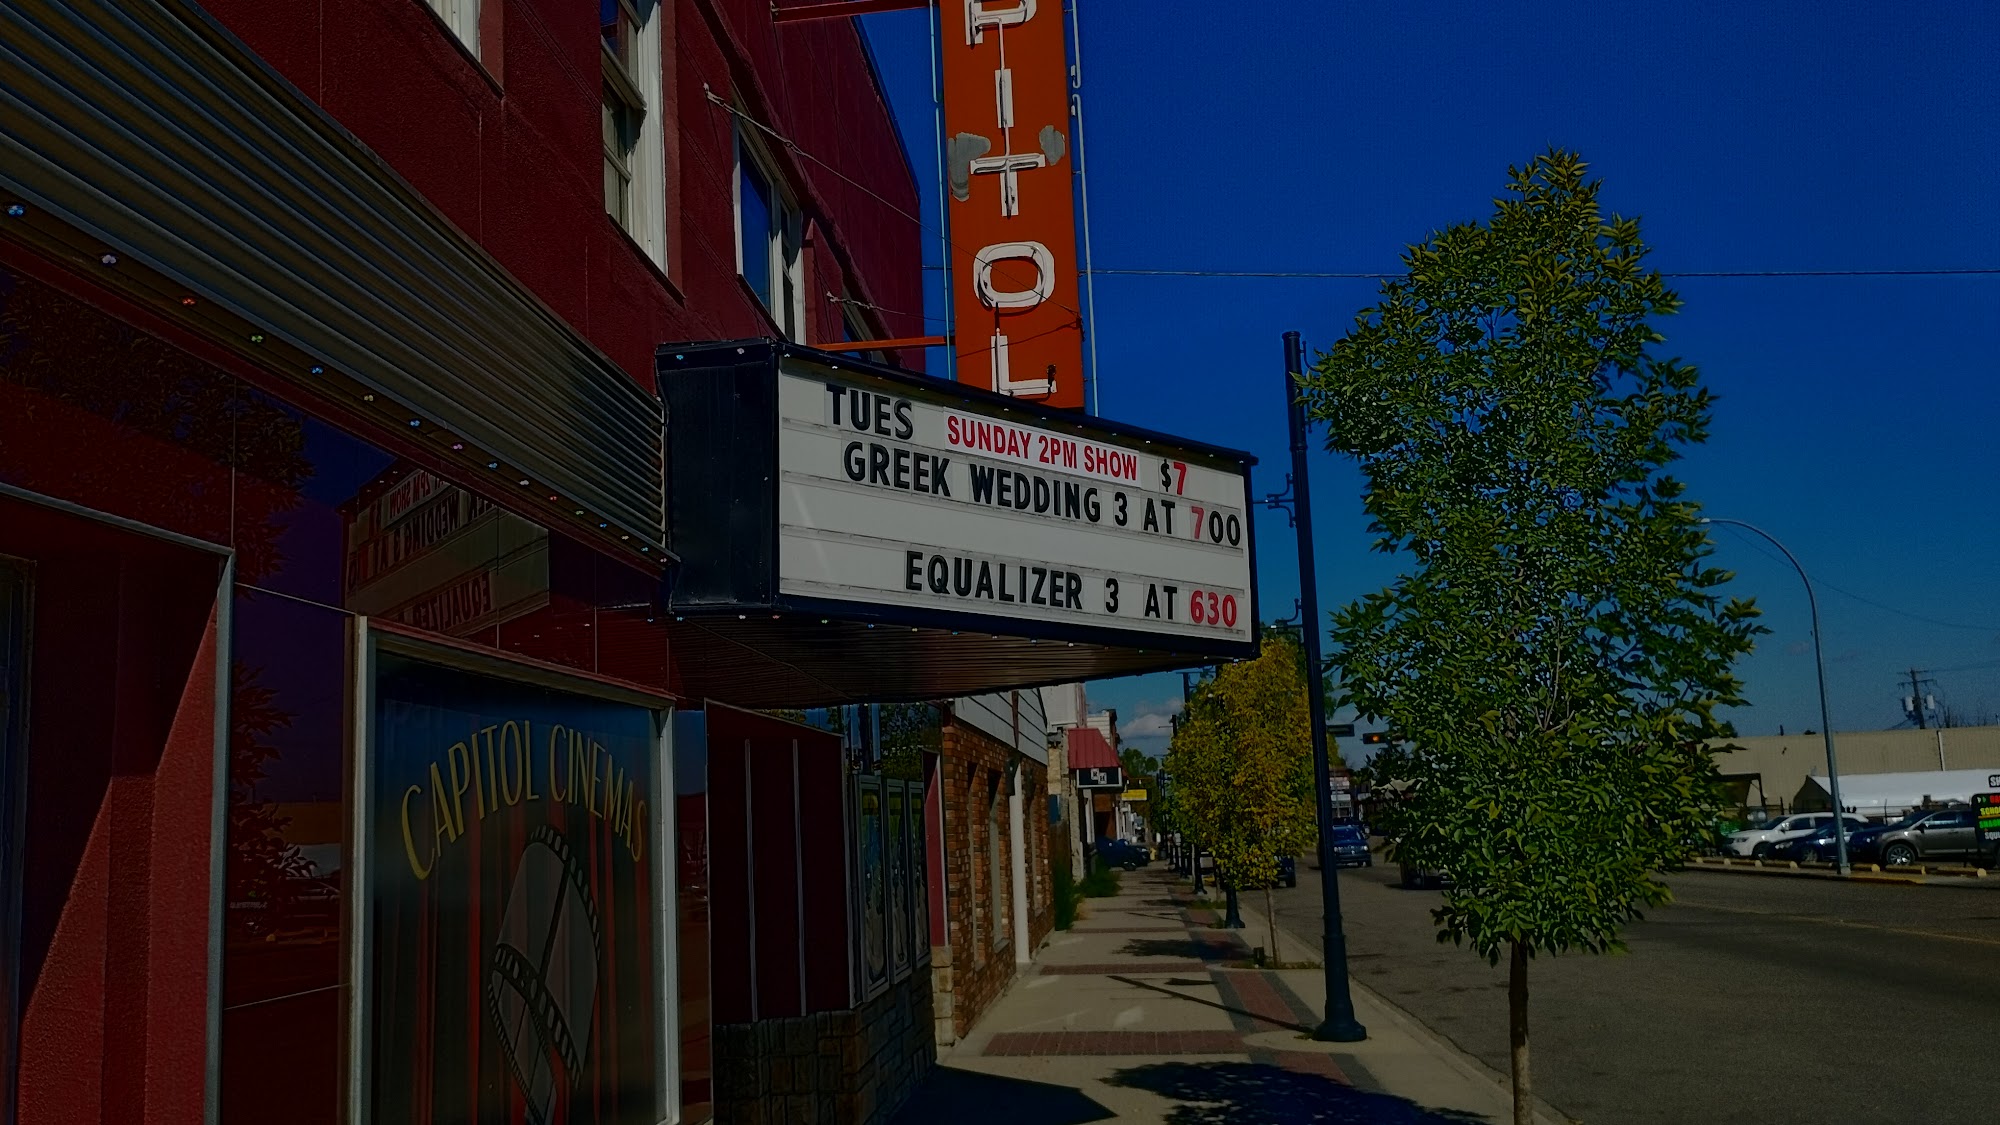 PITOL
TUES SUNDAY 2PM SHOW $7
GREEK WEDDING 3 AT 700
EQUALIZER 3 AT 630
CAPITOL CINEMAS